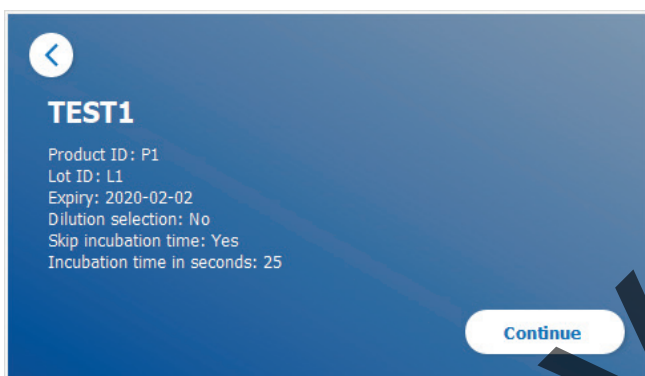 TEST1
Product ID: P1
Lot ID: L1
Expiry: 2020-02-02
Dilution selection: No
Skip incubation time: Yes
Incubation time in seconds: 25
Continue